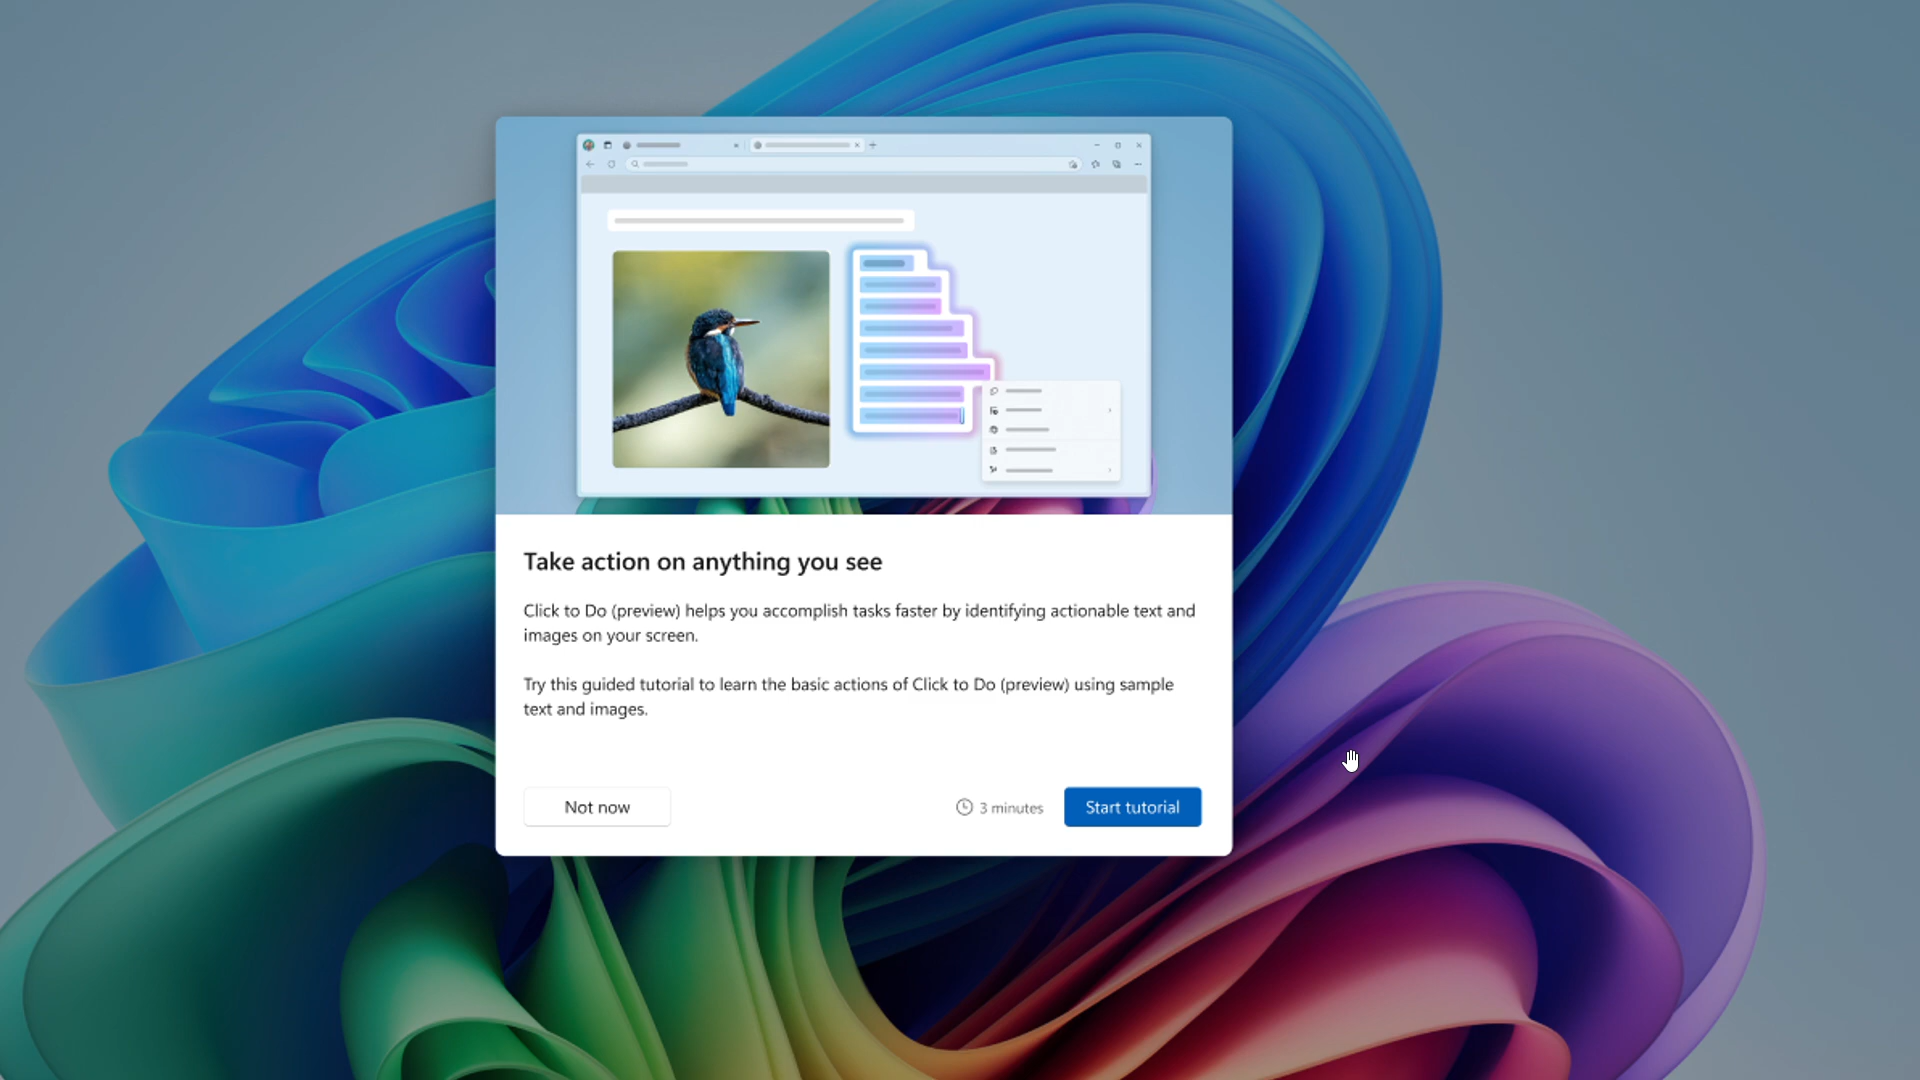 Take action on anything you see
Click to Do (preview) helps you accomplish tasks faster by identifying actionable text and
images on your screen.
Try this guided tutorial to learn the basic actions of Click to Do (preview) using sample
text and images.
Not now
3 minutes
Start tutorial